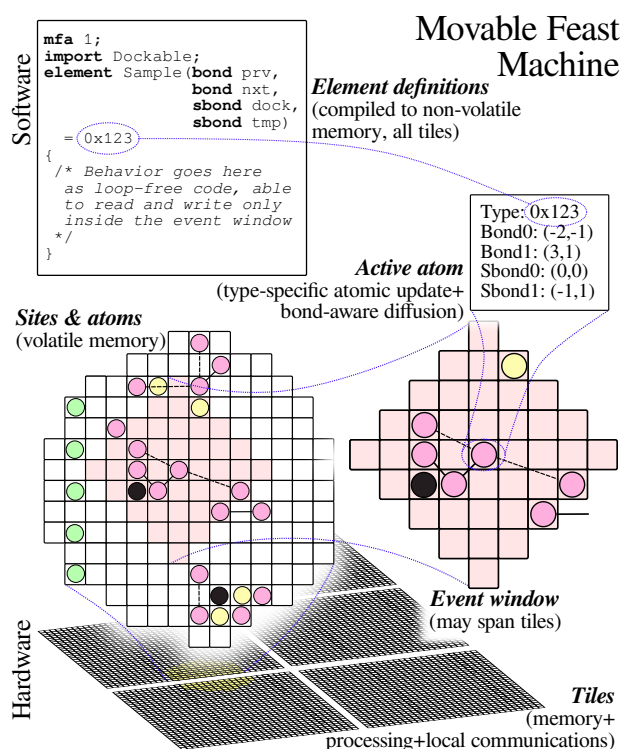 Movable Feast
Machine
Software
mfa 1;
import Dockable;
element Sample(bond prv,
bond nxt,
sbond dock,
sbond tmp)
= 0x123
{
/* Behavior goes here
as loop-free code, able
to read and write only
inside the event window
*/
}
Element definitions
(compiled to non-volatile
memory, all tiles)
Type: 0x123
Bond0: (-2,-1)
Bond1: (3,1)
Sbond0: (0,0)
Sbond1: (-1,1)
Active atom
(type-specific atomic update+
bond-aware diffusion)
Sites & atoms
(volatile memory)
Event window
(may span tiles)
Hardware
Tiles
(memory+
processing+local communications)